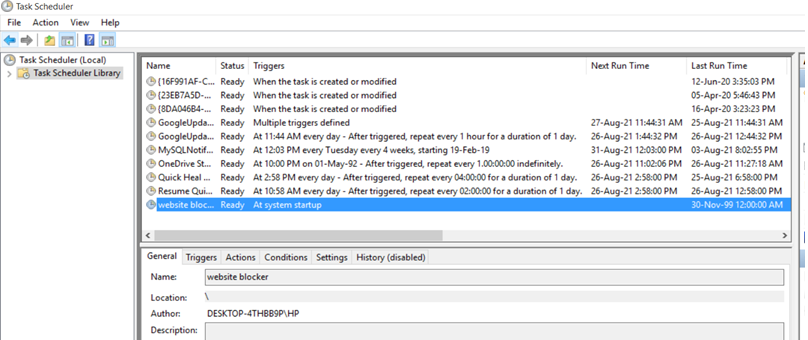 Task Scheduler
File Action View Help
Task Scheduler (Local)
Task Scheduler Library
Name Status Triggers Next Run Time Last Run Time
{16F991AF-C... Ready When the task is created or modified 12-Jun-20 3:35:03 PM
{23EB7A5D-... Ready When the task is created or modified 05-Apr-20 5:46:43 PM
{8DA046B4-... Ready When the task is created or modified 16-Apr-20 3:23:23 PM
GoogleUpda... Ready Multiple triggers defined 27-Aug-21 11:44:31 AM 25-Aug-21 11:44:31 AM
GoogleUpda... Ready At 11:44 AM every day - After triggered, repeat every 1 hour for a duration of 1 day. 26-Aug-21 1:44:32 PM 26-Aug-21 12:44:32 PM
MySQLNotif... Ready At 12:03 PM every Tuesday every 4 weeks, starting 19-Feb-19 31-Aug-21 12:03:00 PM 03-Aug-21 8:02:55 PM
OneDrive St... Ready At 10:00 PM on 01-May-92 - After triggered, repeat every 1.00:00:00 indefinitely. 26-Aug-21 11:02:06 PM 26-Aug-21 11:27:18 AM
Quick Heal ... Ready At 2:58 PM every day - After triggered, repeat every 04:00:00 for a duration of 1 day. 26-Aug-21 2:58:00 PM 25-Aug-21 6:58:00 PM
Resume Qui... Ready At 10:58 AM every day - After triggered, repeat every 02:00:00 for a duration of 1 day. 26-Aug-21 2:58:00 PM 26-Aug-21 12:58:00 PM
website bloc... Ready At system startup 30-Nov-99 12:00:00 AM
General Triggers Actions Conditions Settings History (disabled)
Name: website blocker
Location: \
Author: DESKTOP-4THBB9P\HP
Description: